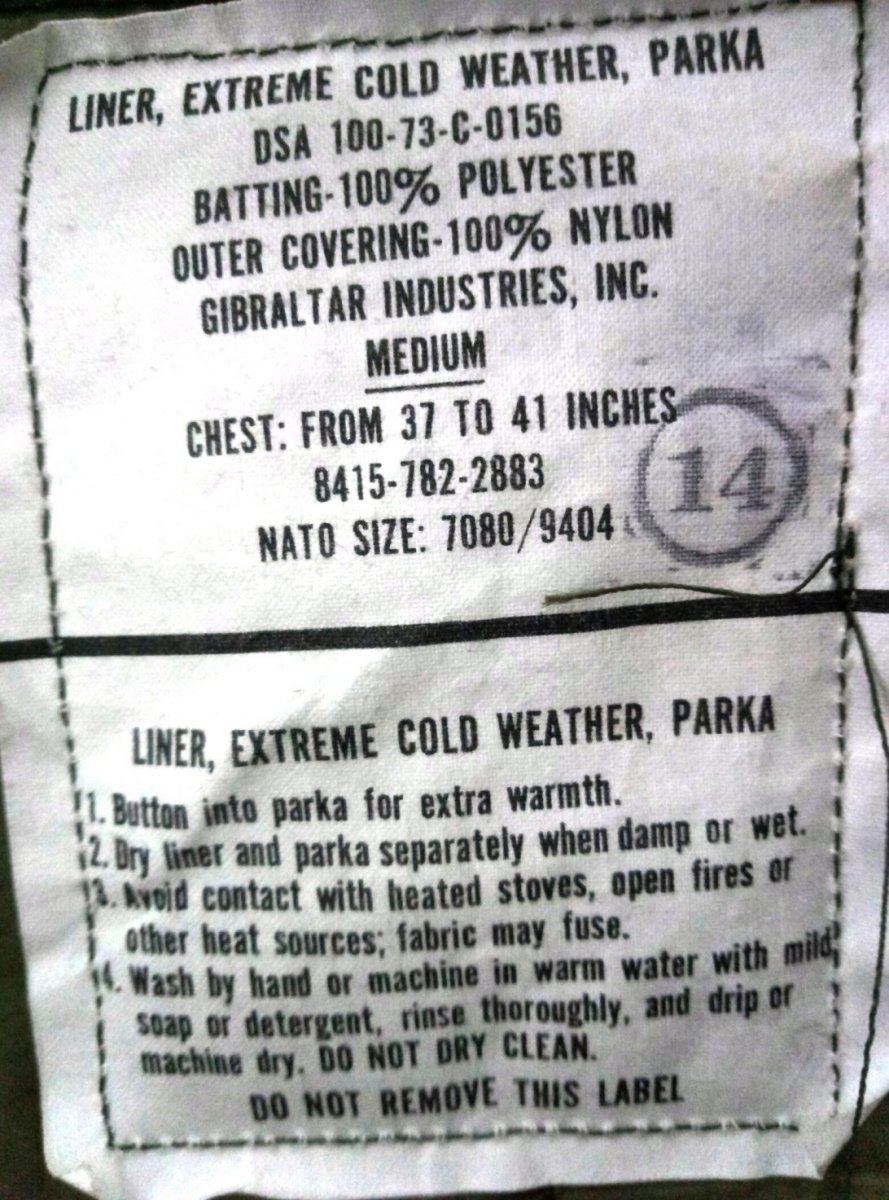 LINER, EXTREME COLD WEATHER, PARKA
DSA 100-73-C-0156
BATTING-100% POLYESTER
OUTER COVERING-100% NYLON
GIBRALTAR INDUSTRIES, INC.
MEDIUM
CHEST: FROM 37 TO 41 INCHES
8415-782-2883
NATO SIZE: 7080/9404
14
LINER, EXTREME COLD WEATHER, PARKA
1. Button into parka for extra warmth.
2. Dry liner and parka separately when damp or wet.
3. Avoid contact with heated stoves, open fires or
other heat sources; fabric may fuse.
4. Wash by hand or machine in warm water with mild
soap or detergent, rinse thoroughly, and drip or
machine dry. DO NOT DRY CLEAN.
DO NOT REMOVE THIS LABEL